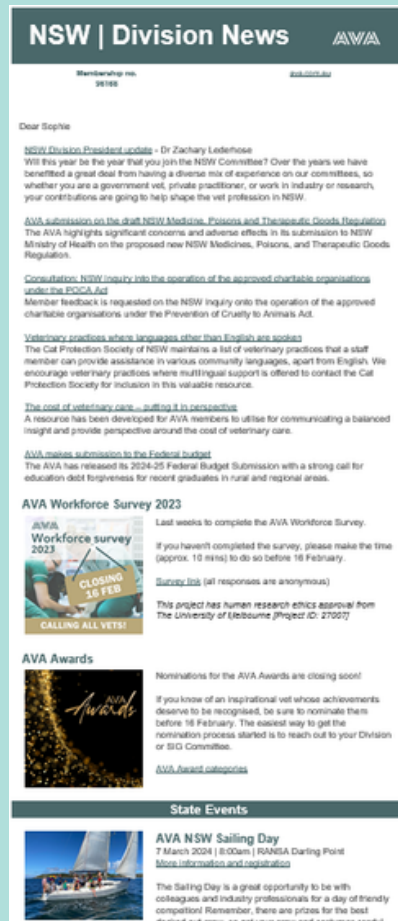 NSW | Division News
AVA
Membership no.
ava.com.au
Dear Sophie
NSW Division President update - Dr Zachary Lederhose
Will this year be the year that you join the NSW Committee? Over the years we have
benefitted a great deal from having a diverse mix of experience on our committees, so
whether you are a government vet, private practitioner, or work in industry or research,
your contributions are going to help shape the vet profession in NSW.
AVA submission on the draft NSW Medicine, Poisons and Therapeutic Goods Regulation
The AVA highlights significant concerns and adverse effects in its submission to NSW
Ministry of Health on the proposed new NSW Medicines, Poisons, and Therapeutic Goods
Regulation.
Consultation: NSW Inquiry into the operation of the approved charitable organisations
under the POCA Act
Member feedback is requested on the NSW inquiry onto the operation of the approved
charitable organisations under the Prevention of Cruelty to Animals Act.
Veterinary practices where languages other than English are spoken
The Cat Protection Society of NSW maintains a list of veterinary practices that a staff
member can provide assistance in various community languages, apart from English. We
encourage veterinary practices where multilingual support is offered to contact the Cat
Protection Society for inclusion in this valuable resource.
The cost of veterinary care – putting it in perspective
A resource has been developed for AVA members to utilise for communicating a balanced
insight and provide perspective around the cost of veterinary care.
AVA makes submission to the Federal budget
The AVA has released its 2024-25 Federal Budget Submission with a strong call for
education debt forgiveness for recent graduates in rural and regional areas.
AVA Workforce Survey 2023
AVA
Workforce survey
2023
CLOSING
16 FEB
CALLING ALL VETS!
Last weeks to complete the AVA Workforce Survey.
If you haven't completed the survey, please make the time
(approx. 10 mins) to do so before 16 February.
Survey link (all responses are anonymous)
This project has human research ethics approval from
The University of Melbourne [Project ID: 27007]
AVA Awards
AVA
Awards
Nominations for the AVA Awards are closing soon!
If you know of an inspirational vet whose achievements
deserve to be recognised, be sure to nominate them
before 16 February. The easiest way to get the
nomination process started is to reach out to your Division
or SIG Committee.
AVA Award categories
State Events
AVA NSW Sailing Day
7 March 2024 | 8:00am | RANSA Darling Point
More information and registration
The Sailing Day is a great opportunity to be with
colleagues and industry professionals for a day of friendly
competition! Remember, there are prizes for the best